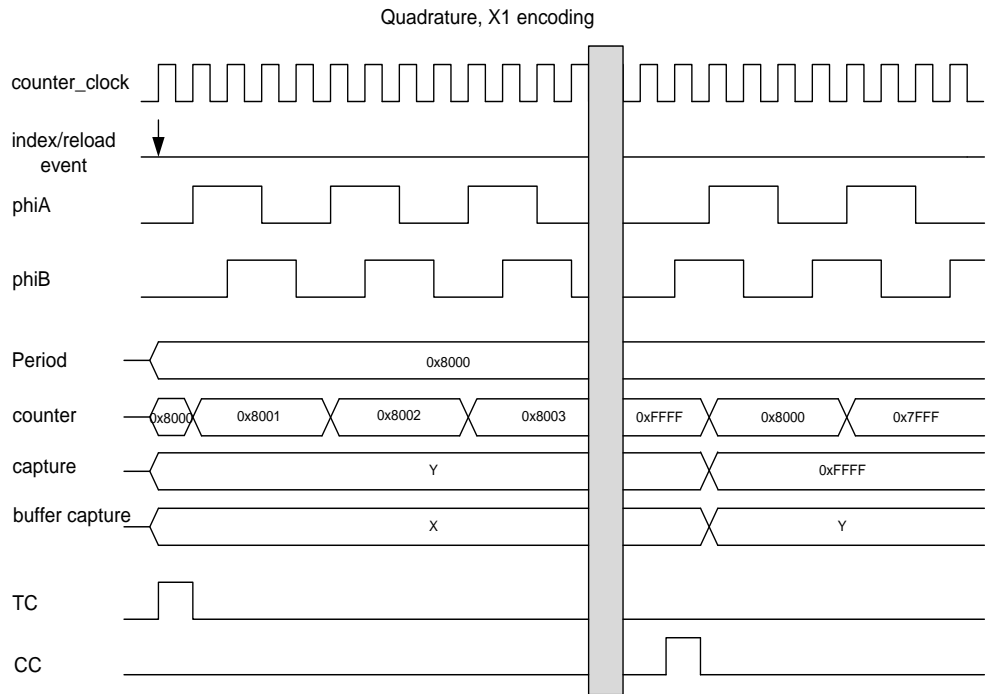 Quadrature, X1 encoding
counter_clock
index/reload
event
phiA
phiB
Period
0x8000
counter
0x8000
0x8001
0x8002
0x8003
0xFFFF
0x8000
0x7FFF
capture
Y
0xFFFF
buffer capture
X
Y
TC
CC